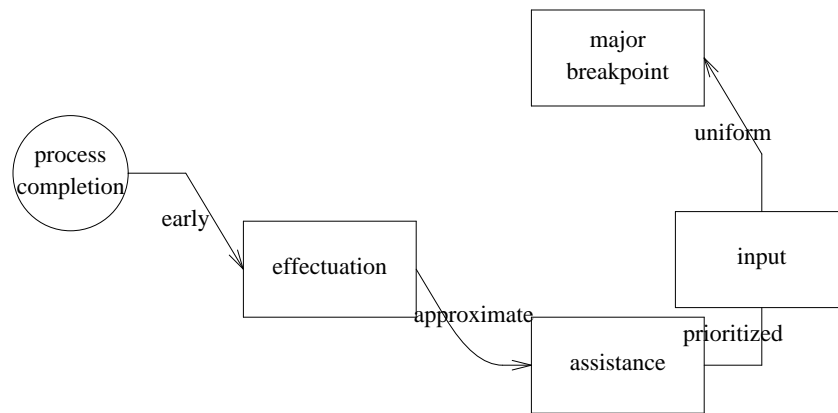 major
breakpoint
uniform
process
completion
early
effectuation
input
approximate
prioritized
assistance